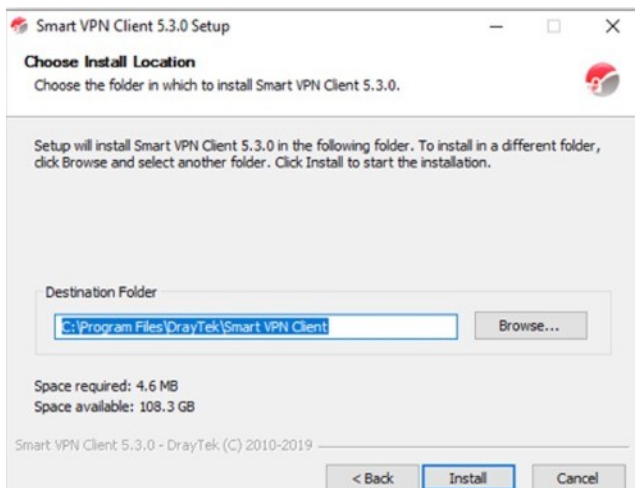 Smart VPN Client 5.3.0 Setup
Choose Install Location
Choose the folder in which to install Smart VPN Client 5.3.0.
Setup will install Smart VPN Client 5.3.0 in the following folder. To install in a different folder,
click Browse and select another folder. Click Install to start the installation.
Destination Folder
C:\Program Files\DrayTek\Smart VPN Client
Browse...
Space required: 4.6 MB
Space available: 108.3 GB
Smart VPN Client 5.3.0 - DrayTek (C) 2010-2019
< Back Install Cancel